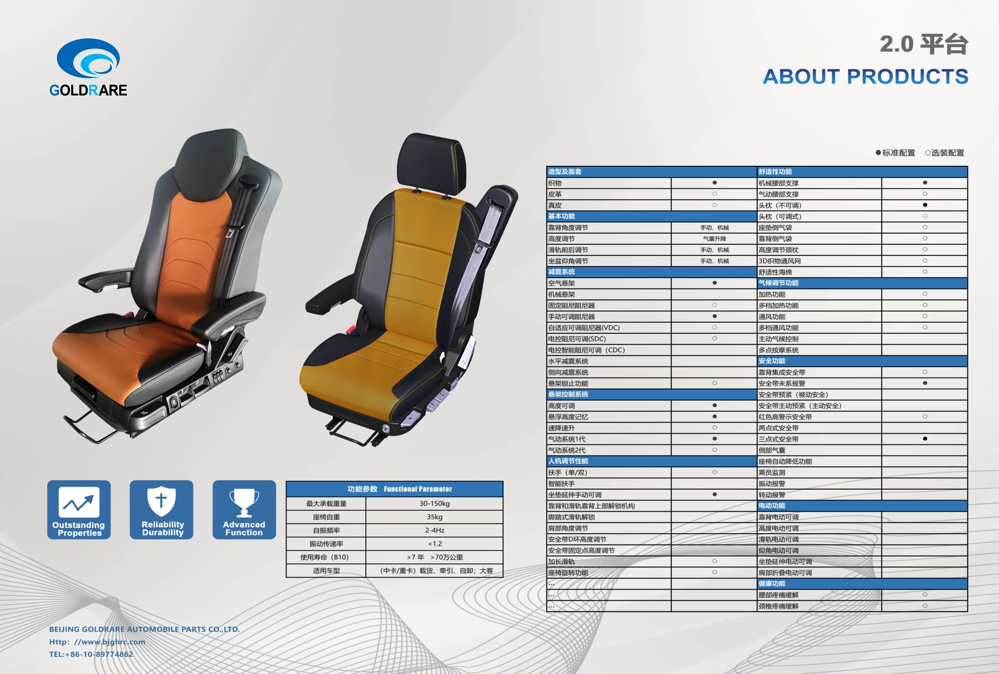 GOLDRARE
2.0 平台
ABOUT PRODUCTS
●标准配置 ○选装配置
造型及面套
织物 ●
皮革 ○
真皮 ○
基本功能
靠背角度调节 手动、机械
高度调节 气囊升降
滑轨前后调节 手动、机械
坐盆仰角调节 手动、机械
减震系统
空气悬架 ●
机械悬架
固定阻尼阻尼器 ○
手动可调阻尼器 ●
自适应可调阻尼器(VDC) ○
电控阻尼可调(SDC) ○
电控智能阻尼可调（CDC）
水平减震系统
侧向减震系统
悬架锁止功能 ○
悬架控制系统
高度可调 ●
悬浮高度记忆 ●
速降速升 ○
气动系统1代 ●
气动系统2代 ○
人机调节性能
扶手（单/双） ○
智能扶手
坐垫延伸手动可调 ●
靠背和滑轨靠背上部解锁机构
脚踏式滑轨解锁
肩部角度调节
安全带D环高度调节
安全带固定点高度调节
加长滑轨 ○
座椅旋转功能 ○
...
...
...
舒适性功能
机械腰部支撑 ●
气动腰部支撑 ○
头枕（不可调） ●
头枕（可调式） ○
座垫侧气袋 ○
靠背侧气袋 ○
高度调节颈枕 ○
3D织物通风网 ○
舒适性海绵 ○
气候调节功能
加热功能 ○
多档加热功能 ○
通风功能 ○
多档通风功能 ○
主动气候控制
多点按摩系统
安全功能
靠背集成安全带 ○
安全带未系报警 ●
安全带预紧（被动安全）
安全带主动预紧（主动安全）
红色高警示安全带 ○
两点式安全带
三点式安全带 ●
侧部气囊
座椅自动降低功能
乘员监测
振动报警
转动报警
电动功能
靠背电动可调
高度电动可调
滑轨电动可调
仰角电动可调
坐垫延伸电动可调
肩部折叠电动可调
健康功能
腰部疼痛缓解 ○
颈椎疼痛缓解 ○
Outstanding
Properties
Reliability
Durability
Advanced
Function
功能参数 Functional Parameter
最大承载重量 30-150kg
座椅自重 35kg
自振频率 2-4Hz
振动传递率 <1.2
使用寿命（B10） >7 年 >70万公里
适用车型 （中卡/重卡）载货、牵引、自卸；大客
BEIJING GOLDRARE AUTOMOBILE PARTS CO.,LTD.
Http: //www.bjghrc.com
TEL:+86-10-89774862